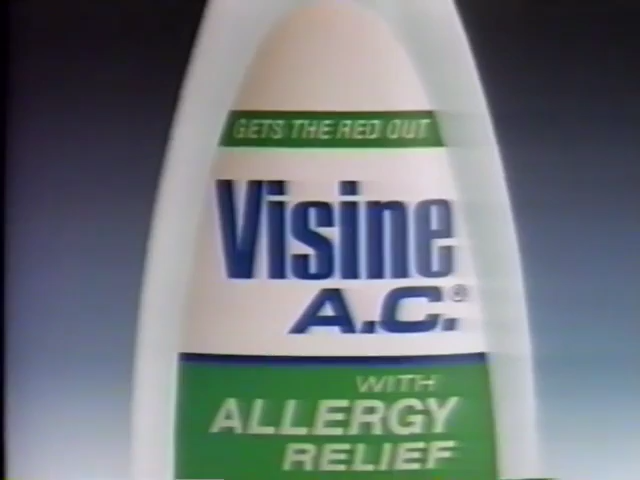 GETS THE RED OUT
Visine
A.C.®
WITH
ALLERGY
RELIEF